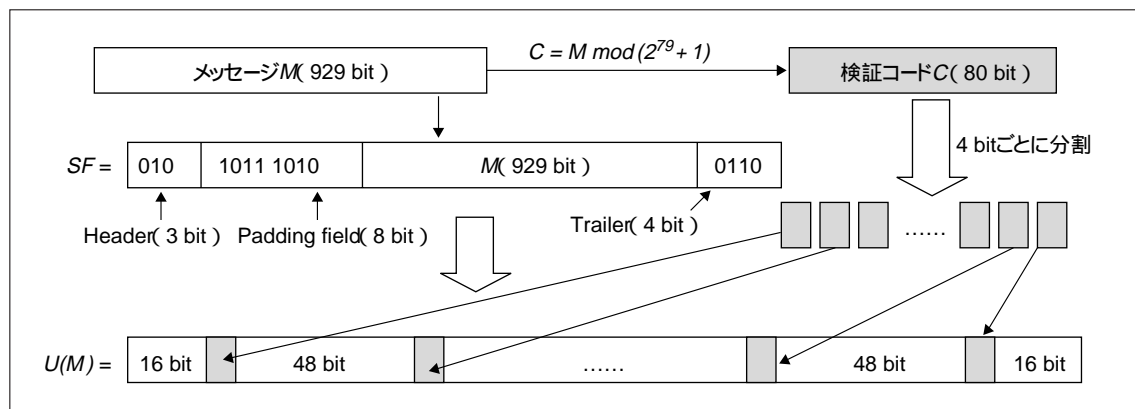 C = M mod (2^79 + 1)
メッセージM( 929 bit )
検証コードC( 80 bit )
4 bitごとに分割
SF = 010 1011 1010 M( 929 bit ) 0110
Header( 3 bit ) Padding field( 8 bit ) Trailer( 4 bit )
……
U(M) = 16 bit 48 bit …… 48 bit 16 bit